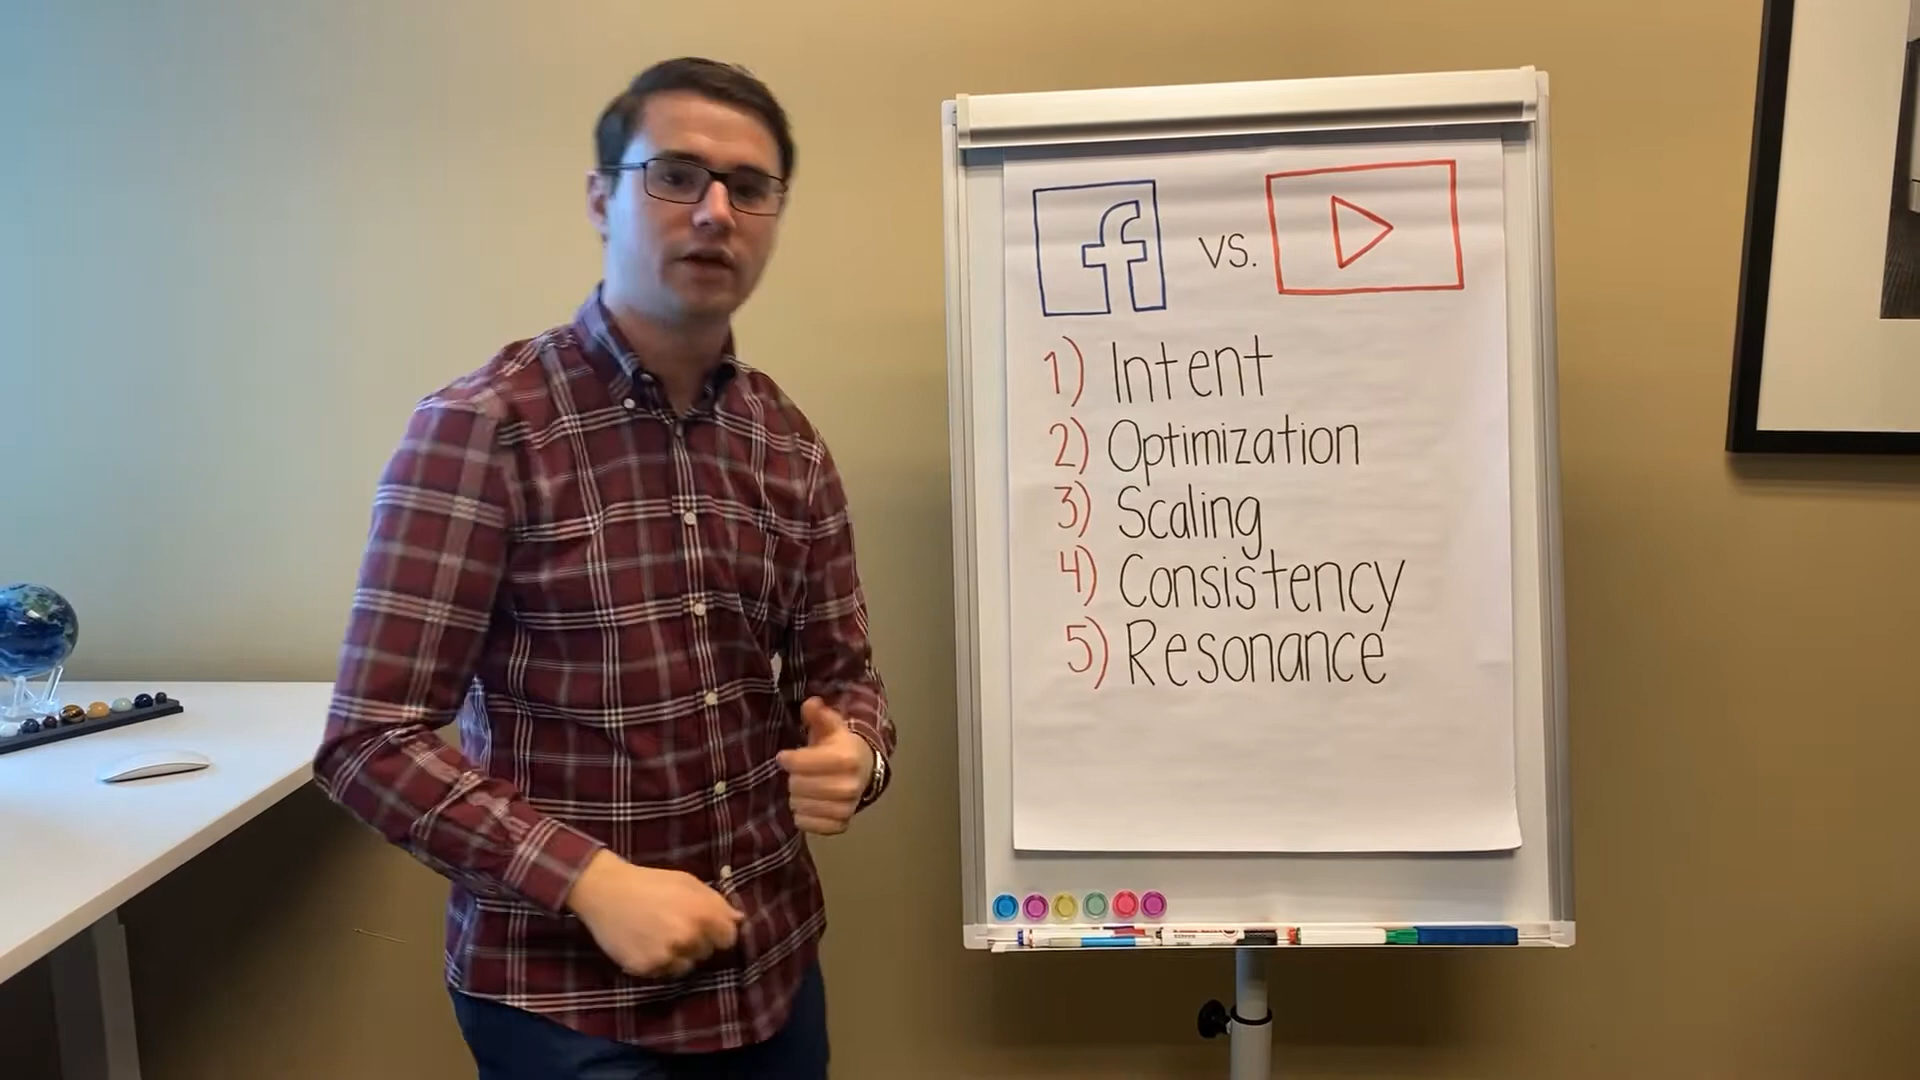 f vs.
1) Intent
2) Optimization
3) Scaling
4) Consistency
5) Resonance